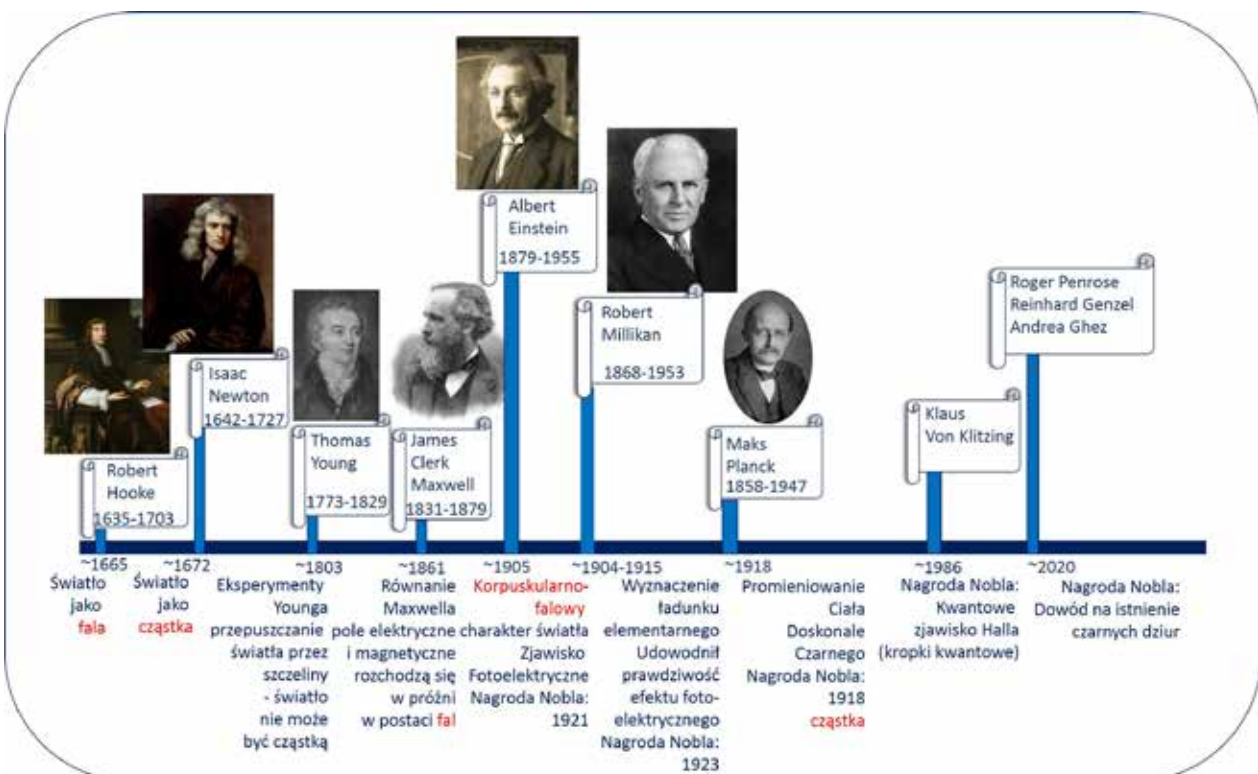 Albert
Einstein
1879-1955
Robert
Millikan
1868-1953
Roger Penrose
Reinhard Genzel
Andrea Ghez
Isaac
Newton
1642-1727
Klaus
Von Klitzing
Thomas
Young
1773-1829
James
Clerk
Maxwell
1831-1879
Maks
Planck
1858-1947
Robert
Hooke
1635-1703
~1665
Światło
jako
fala
~1672
Światło
jako
cząstka
~1803
Eksperymenty
Younga
przepuszczanie
światła przez
szczeliny
- światło
nie może
być cząstką
~1861
Równanie
Maxwella
pole elektryczne
i magnetyczne
rozchodzą się
w próżni
w postaci fal
~1905
Korpuskularno-
falowy
charakter światła
Zjawisko
Fotoelektryczne
Nagroda Nobla:
1921
~1904-1915
Wyznaczenie
ładunku
elementarnego
Udowodnił
prawdziwość
efektu foto-
elektrycznego
Nagroda Nobla:
1923
~1918
Promieniowanie
Ciała
Doskonale
Czarnego
Nagroda Nobla:
1918
cząstka
~1986
Nagroda Nobla:
Kwantowe
zjawisko Halla
(kropki kwantowe)
~2020
Nagroda Nobla:
Dowód na istnienie
czarnych dziur